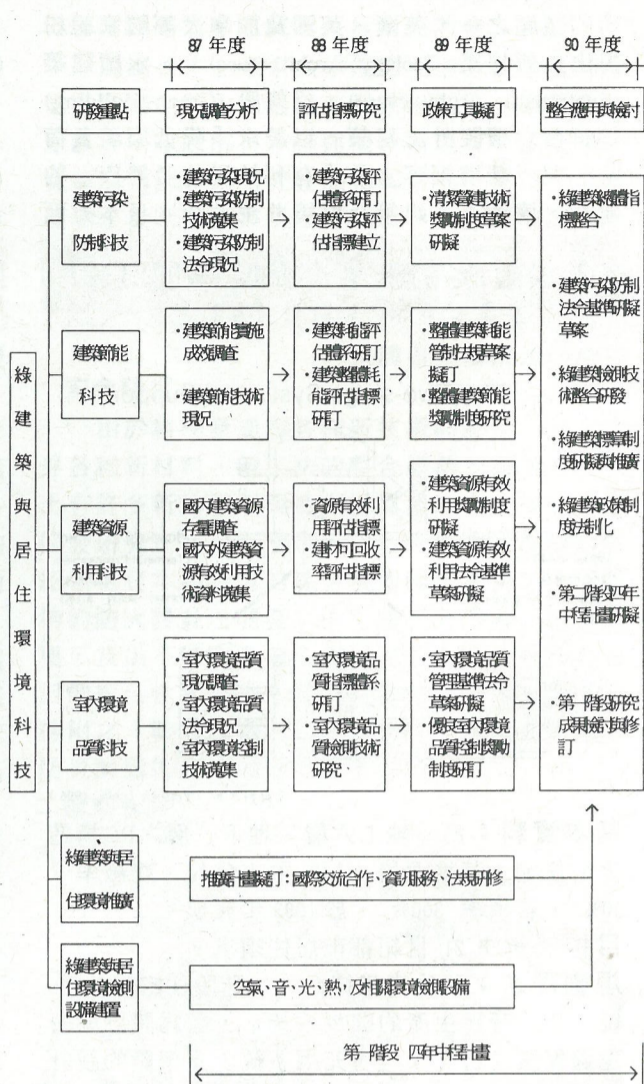 87 年度
88 年度
89 年度
90 年度
研發重點
現況調查分析
評估指標研究
政策工具擬訂
整合應用與檢討
綠建築與居住環境科技
建築污染
防制科技
・建築污染現況
・建築污染防制
技術蒐集
・建築污染防制
法令現況
・建築污染評
估體系研訂
・建築污染評
估指標建立
・清潔營建技術
獎勵制度草案
研擬
建築節能
科技
・建築節能實施
成效調查
・建築節能技術
現況
・建築耗能評
估體系研訂
・建築整體耗
能評估指標
研訂
・整體建築耗能
管制法規草案
擬訂
・整體建築節能
獎勵制度研究
建築資源
利用科技
・國內建築資源
存量調查
・國內外建築資
源有效利用技
術資料蒐集
・資源有效利
用評估指標
・建材可回收
率評估指標
・建築資源有效
利用獎勵制度
研擬
・建築資源有效
利用法令基準
草案研擬
室內環境
品質科技
・室內環境品質
現況調查
・室內環境品質
法令現況
・室內環境控制
技術蒐集
・室內環境品
質指標體系
研訂
・室內環境品
質檢測技術
研究
・室內環境品質
管理基準法令
草案研擬
・優良室內環境
品質控制獎勵
制度研訂
・綠建築總體指
標整合
・建築污染防制
法令基準研擬
草案
・綠建築檢測技
術整合研發
・綠建築標章制
度研擬與推廣
・綠建築政策制
度法制化
・第二階段四年
中程計畫研擬
・第一階段研究
成果檢討與修
訂
綠建築與居
住環境推廣
推廣計畫擬訂：國際交流合作、資訊服務、法規研修
綠建築與居
住環境檢測
設備建置
空氣、音、光、熱，及相關環境檢測設備
第一階段 四年中程計畫